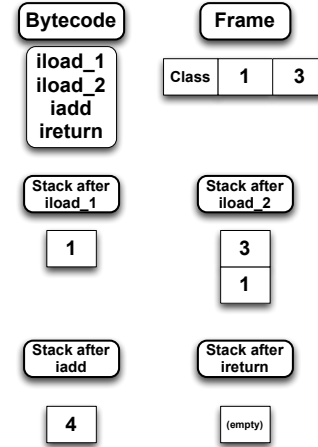 Bytecode
Frame
iload_1
iload_2
iadd
ireturn
Class 1 3
Stack after
iload_1
Stack after
iload_2
1
3
1
Stack after
iadd
Stack after
ireturn
4
(empty)